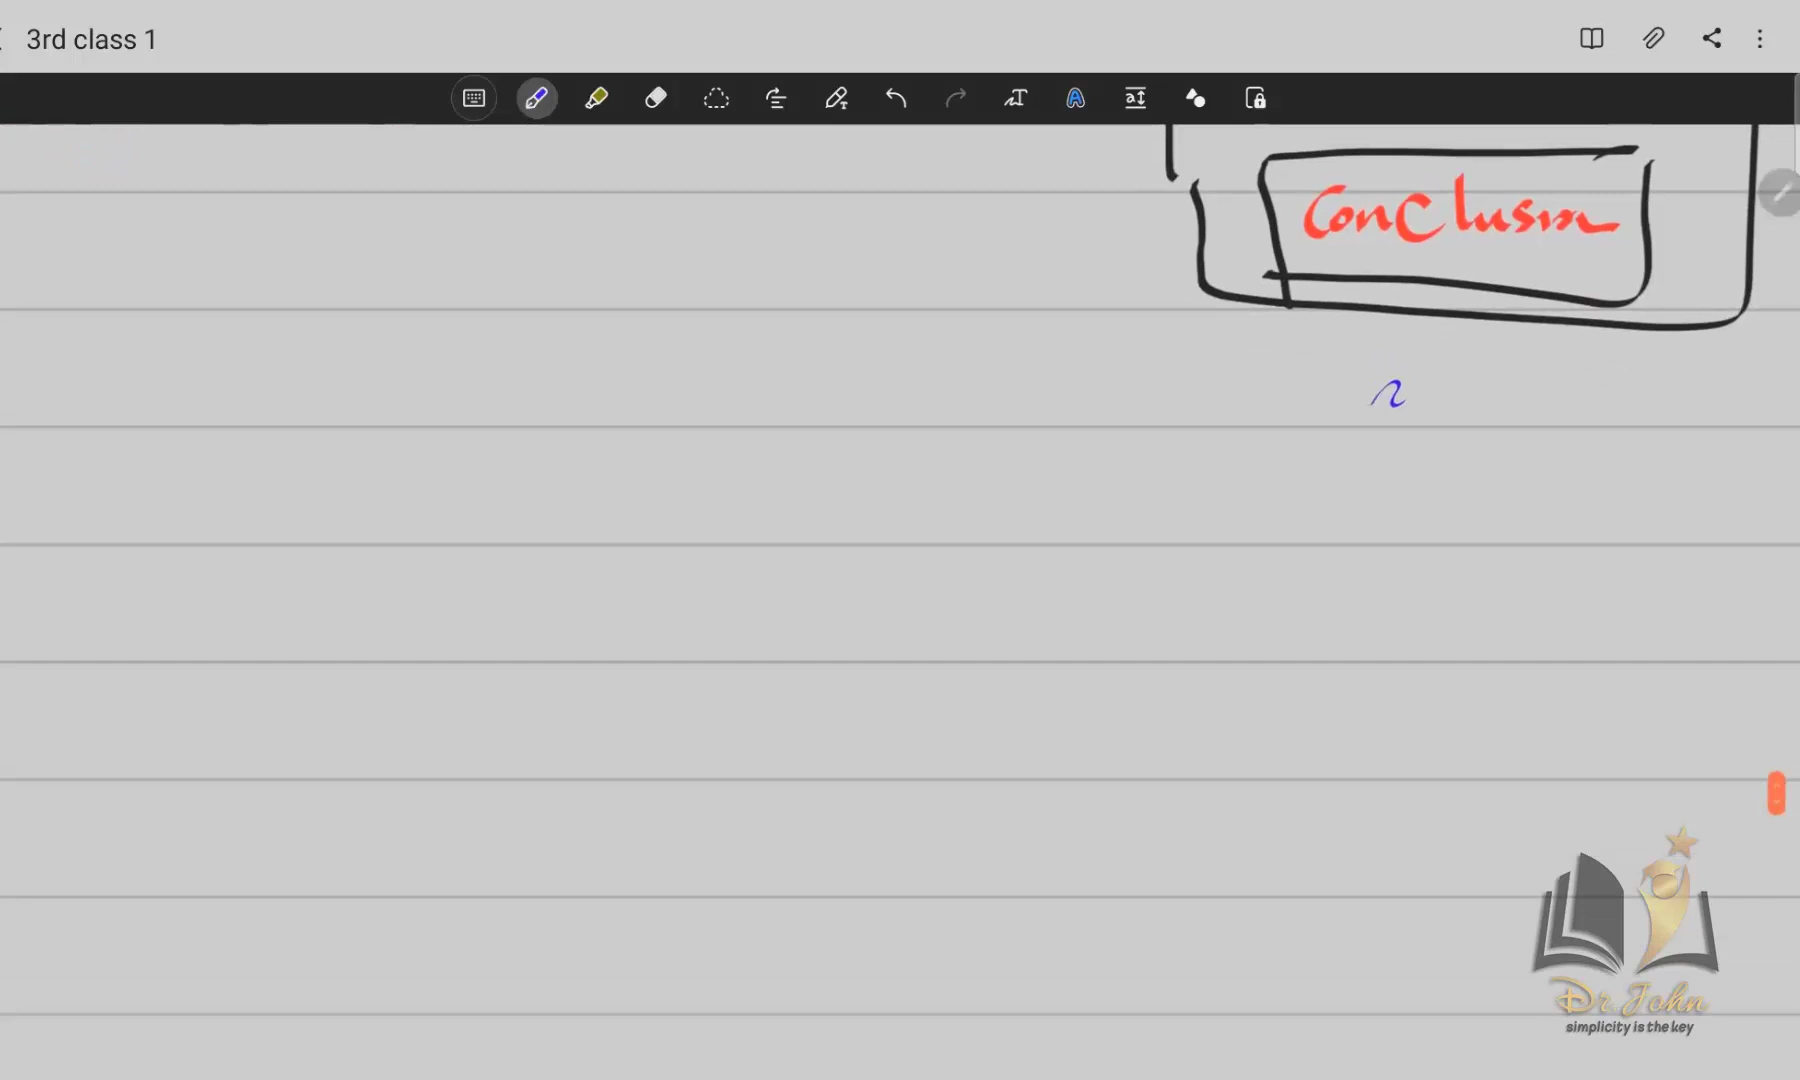 3rd class 1
Conclusion
Dr. John
simplicity is the key